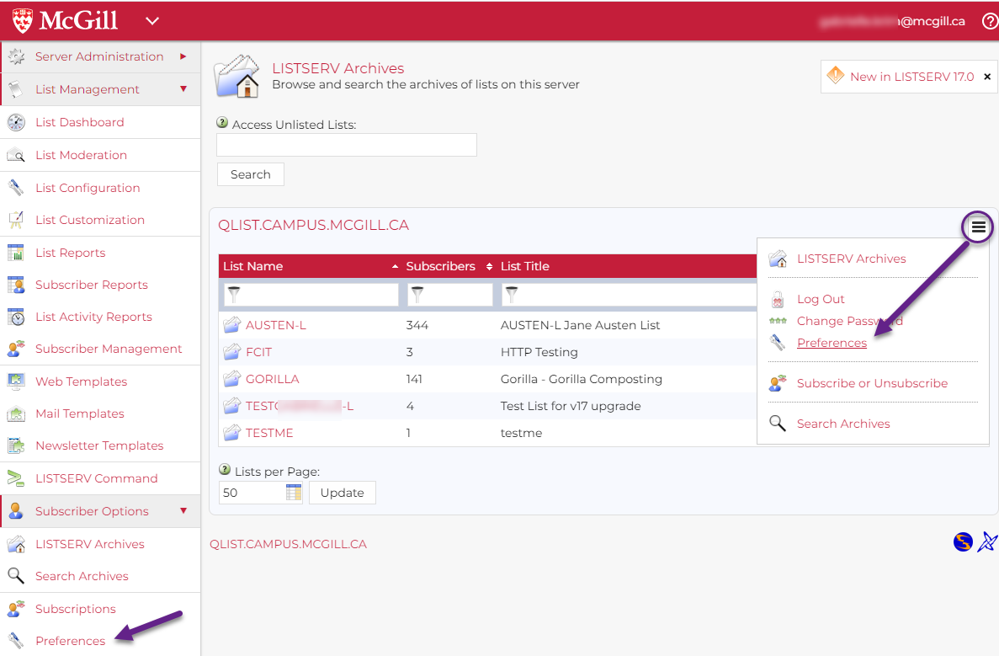 McGill
@mcgill.ca
Server Administration
List Management
List Dashboard
List Moderation
List Configuration
List Customization
List Reports
Subscriber Reports
List Activity Reports
Subscriber Management
Web Templates
Mail Templates
Newsletter Templates
LISTSERV Command
Subscriber Options
LISTSERV Archives
Search Archives
Subscriptions
Preferences
LISTSERV Archives
Browse and search the archives of lists on this server
New in LISTSERV 17.0 ×
Access Unlisted Lists:
Search
QLIST.CAMPUS.MCGILL.CA
List Name Subscribers List Title
AUSTEN-L 344 AUSTEN-L Jane Austen List
FCIT 3 HTTP Testing
GORILLA 141 Gorilla - Gorilla Composting
4 Test List for v17 upgrade
TESTME 1 testme
LISTSERV Archives
Log Out
Change Password
Preferences
Subscribe or Unsubscribe
Search Archives
Lists per Page:
50 Update
QLIST.CAMPUS.MCGILL.CA